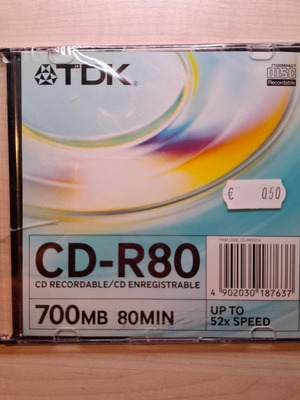 TDK
COMPACT
disc
Recordable
€ 0.50
CD-R80
CD RECORDABLE/CD ENREGISTRABLE
700MB 80MIN
UP TO
52x SPEED
4 902030 187637